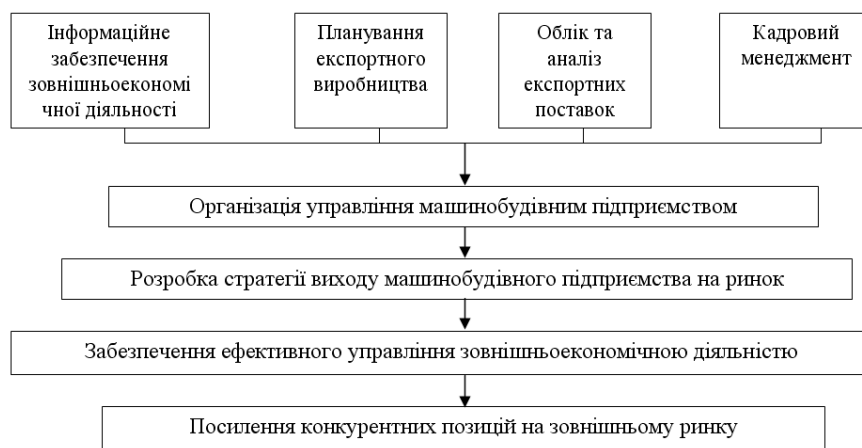 Інформаційне
забезпечення
зовнішньоекономі
чної діяльності
Планування
експортного
виробництва
Облік та
аналіз
експортних
поставок
Кадровий
менеджмент
Організація управління машинобудівним підприємством
Розробка стратегії виходу машинобудівного підприємства на ринок
Забезпечення ефективного управління зовнішньоекономічною діяльністю
Посилення конкурентних позицій на зовнішньому ринку